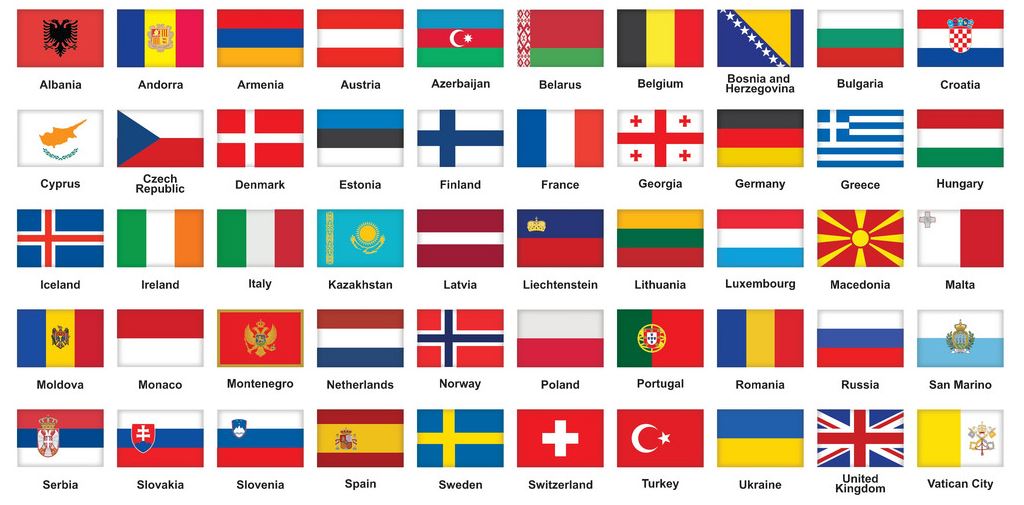 Albania
Andorra
Armenia
Austria
Azerbaijan
Belarus
Belgium
Bosnia and
Herzegovina
Bulgaria
Croatia
Cyprus
Czech
Republic
Denmark
Estonia
Finland
France
Georgia
Germany
Greece
Hungary
Iceland
Ireland
Italy
Kazakhstan
Latvia
Liechtenstein
Lithuania
Luxembourg
Macedonia
Malta
Moldova
Monaco
Montenegro
Netherlands
Norway
Poland
Portugal
Romania
Russia
San Marino
Serbia
Slovakia
Slovenia
Spain
Sweden
Switzerland
Turkey
Ukraine
United
Kingdom
Vatican City